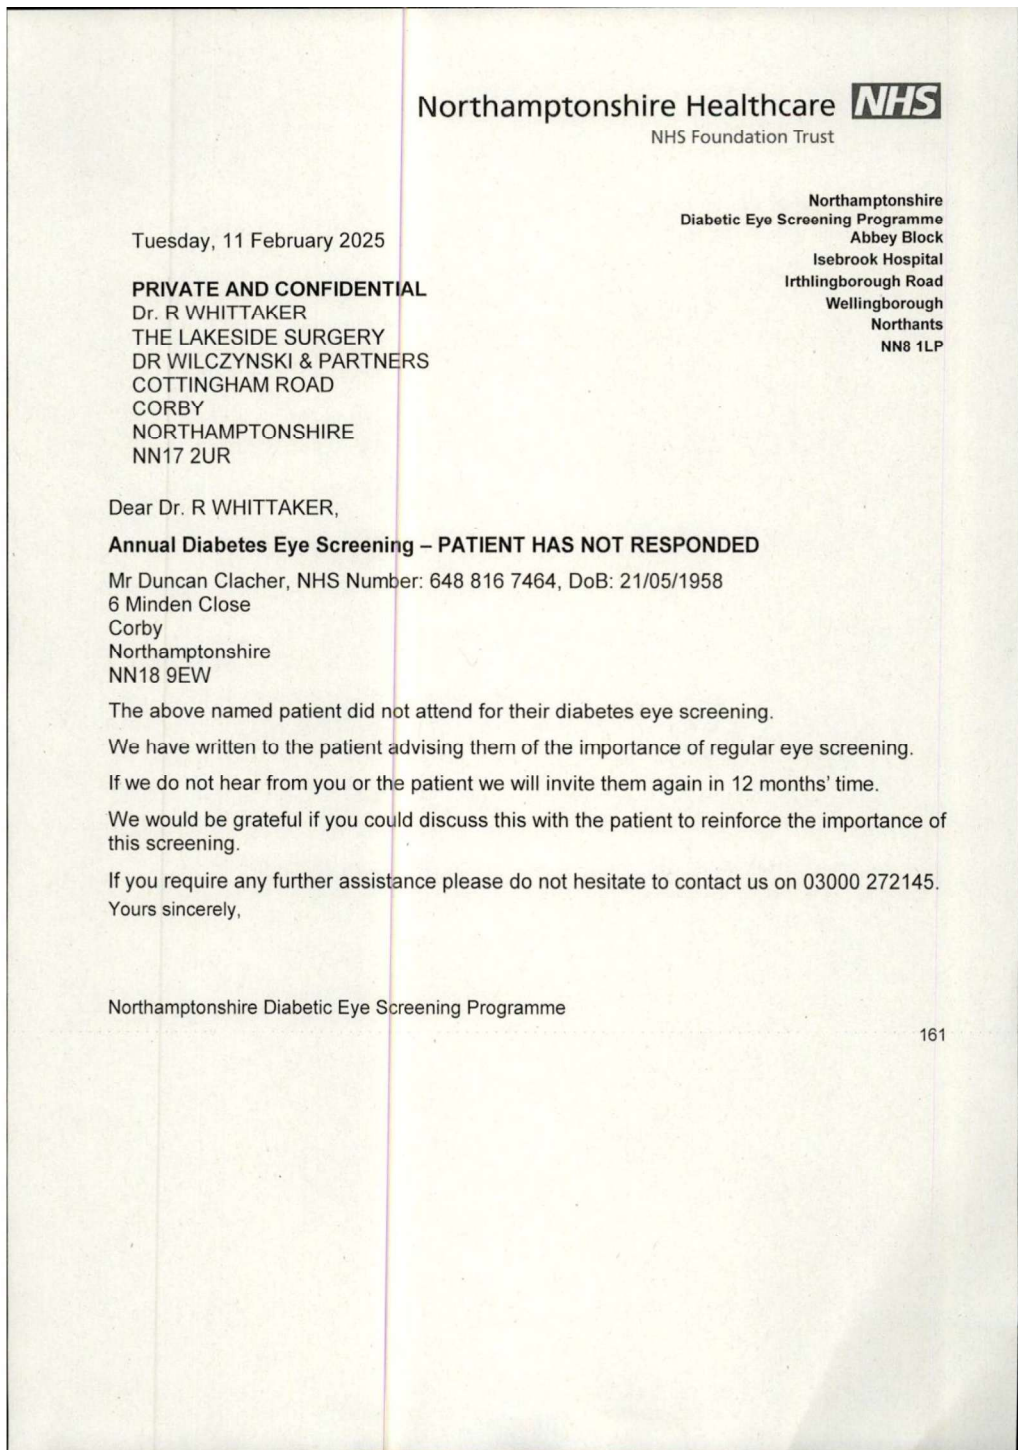 Northamptonshire Healthcare NHS
NHS Foundation Trust
Northamptonshire
Diabetic Eye Screening Programme
Abbey Block
Isebrook Hospital
Irthlingborough Road
Wellingborough
Northants
NN8 1LP
Tuesday, 11 February 2025
PRIVATE AND CONFIDENTIAL
Dr. R WHITTAKER
THE LAKESIDE SURGERY
DR WILCZYNSKI & PARTNERS
COTTINGHAM ROAD
CORBY
NORTHAMPTONSHIRE
NN17 2UR
Dear Dr. R WHITTAKER,
Annual Diabetes Eye Screening – PATIENT HAS NOT RESPONDED
Mr Duncan Clacher, NHS Number: 648 816 7464, DoB: 21/05/1958
6 Minden Close
Corby
Northamptonshire
NN18 9EW
The above named patient did not attend for their diabetes eye screening.
We have written to the patient advising them of the importance of regular eye screening.
If we do not hear from you or the patient we will invite them again in 12 months' time.
We would be grateful if you could discuss this with the patient to reinforce the importance of
this screening.
If you require any further assistance please do not hesitate to contact us on 03000 272145.
Yours sincerely,
Northamptonshire Diabetic Eye Screening Programme
161